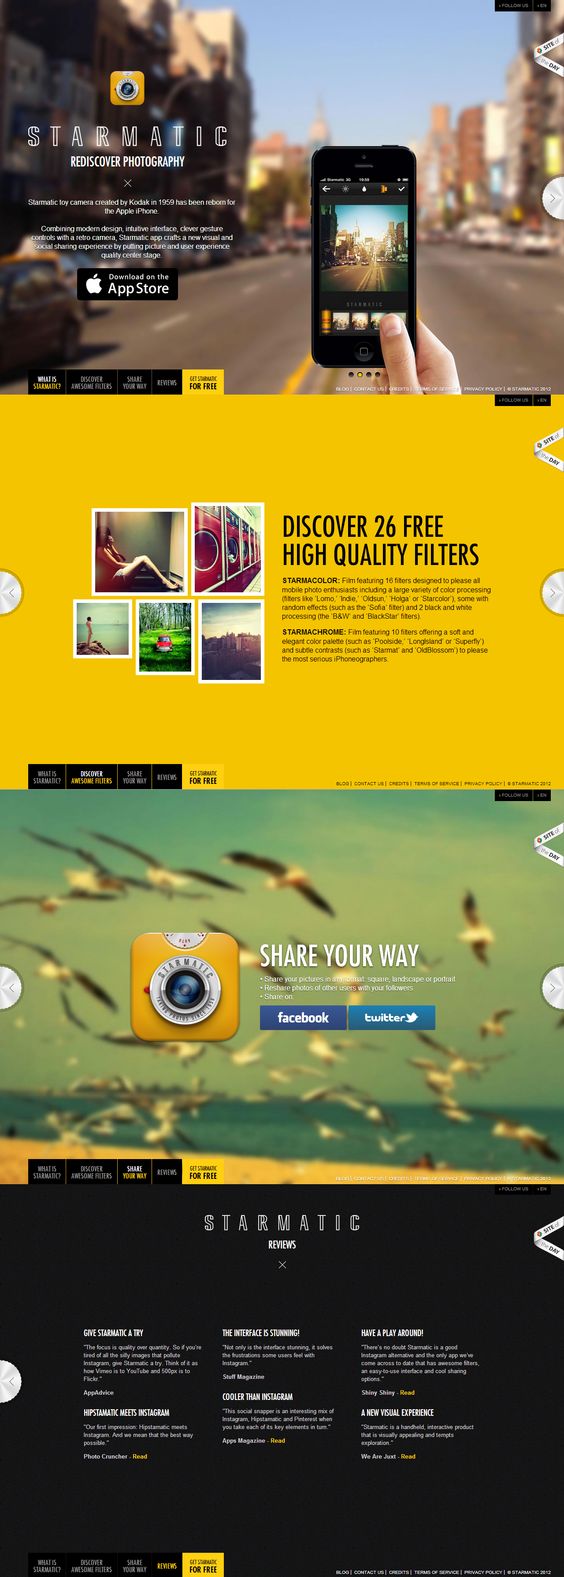 › FOLLOW US › EN
SITE of
the DAY
STARMATIC
REDISCOVER PHOTOGRAPHY
Starmatic toy camera created by Kodak in 1959 has been reborn for
the Apple iPhone.
Combining modern design, intuitive interface, clever gesture
controls with a retro camera, Starmatic app crafts a new visual and
social sharing experience by putting picture and user experience
quality center stage.
Download on the
App Store
Starmatic 3G 19:59
STARMATIC
WHAT IS
STARMATIC?
DISCOVER
AWESOME FILTERS
SHARE
YOUR WAY
REVIEWS
GET STARMATIC
FOR FREE
BLOG | CONTACT US | CREDITS | TERMS OF SERVICE | PRIVACY POLICY | © STARMATIC 2012
› FOLLOW US › EN
SITE of
the DAY
DISCOVER 26 FREE
HIGH QUALITY FILTERS
STARMACOLOR: Film featuring 16 filters designed to please all
mobile photo enthusiasts including a large variety of color processing
(filters like 'Lomo,' 'Indie,' 'Oldsun,' 'Holga' or 'Starcolor'), some with
random effects (such as the 'Sofia' filter) and 2 black and white
processing (the 'B&W' and 'BlackStar' filters).
STARMACHROME: Film featuring 10 filters offering a soft and
elegant color palette (such as 'Poolside,' 'LongIsland' or 'Superfly')
and subtle contrasts (such as 'Starmat' and 'OldBlossom') to please
the most serious iPhoneographers.
WHAT IS
STARMATIC?
DISCOVER
AWESOME FILTERS
SHARE
YOUR WAY
REVIEWS
GET STARMATIC
FOR FREE
BLOG | CONTACT US | CREDITS | TERMS OF SERVICE | PRIVACY POLICY | © STARMATIC 2012
› FOLLOW US › EN
SITE of
the DAY
PLAY
STARMATIC
SHARE YOUR WAY
• Share your pictures in any format: square, landscape or portrait
• Reshare photos of other users with your followers
• Share on:
facebook
twitter
WHAT IS
STARMATIC?
DISCOVER
AWESOME FILTERS
SHARE
YOUR WAY
REVIEWS
GET STARMATIC
FOR FREE
BLOG | CONTACT US | CREDITS | TERMS OF SERVICE | PRIVACY POLICY | © STARMATIC 2012
› FOLLOW US › EN
SITE of
the DAY
STARMATIC
REVIEWS
GIVE STARMATIC A TRY
"The focus is quality over quantity. So if you're
tired of all the silly images that pollute
Instagram, give Starmatic a try. Think of it as
how Vimeo is to YouTube and 500px is to
Flickr."
AppAdvice
HIPSTAMATIC MEETS INSTAGRAM
"Our first impression: Hipstamatic meets
Instagram. And we mean that the best way
possible."
Photo Cruncher - Read
THE INTERFACE IS STUNNING!
"Not only is the interface stunning, it solves
the frustrations some users feel with
Instagram."
Stuff Magazine
COOLER THAN INSTAGRAM
"This social snapper is an interesting mix of
Instagram, Hipstamatic and Pinterest when
you take each of its key elements in turn."
Apps Magazine - Read
HAVE A PLAY AROUND!
"There's no doubt Starmatic is a good
Instagram alternative and the only app we've
come across to date that has awesome filters,
an easy-to-use interface and cool sharing
options."
Shiny Shiny - Read
A NEW VISUAL EXPERIENCE
"Starmatic is a handheld, interactive product
that is visually appealing and tempts
exploration."
We Are Juxt - Read
WHAT IS
STARMATIC?
DISCOVER
AWESOME FILTERS
SHARE
YOUR WAY
REVIEWS
GET STARMATIC
FOR FREE
BLOG | CONTACT US | CREDITS | TERMS OF SERVICE | PRIVACY POLICY | © STARMATIC 2012